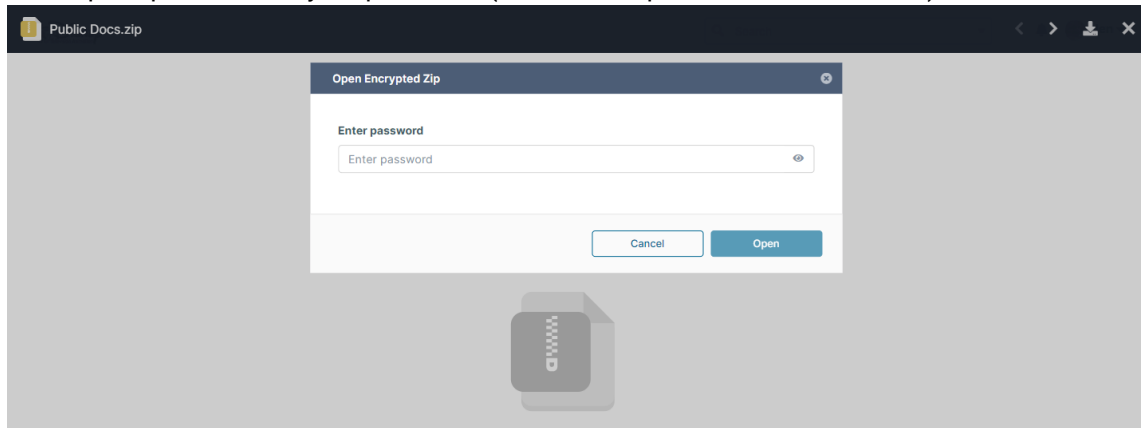 Public Docs.zip
Open Encrypted Zip
Enter password
Enter password
Cancel Open